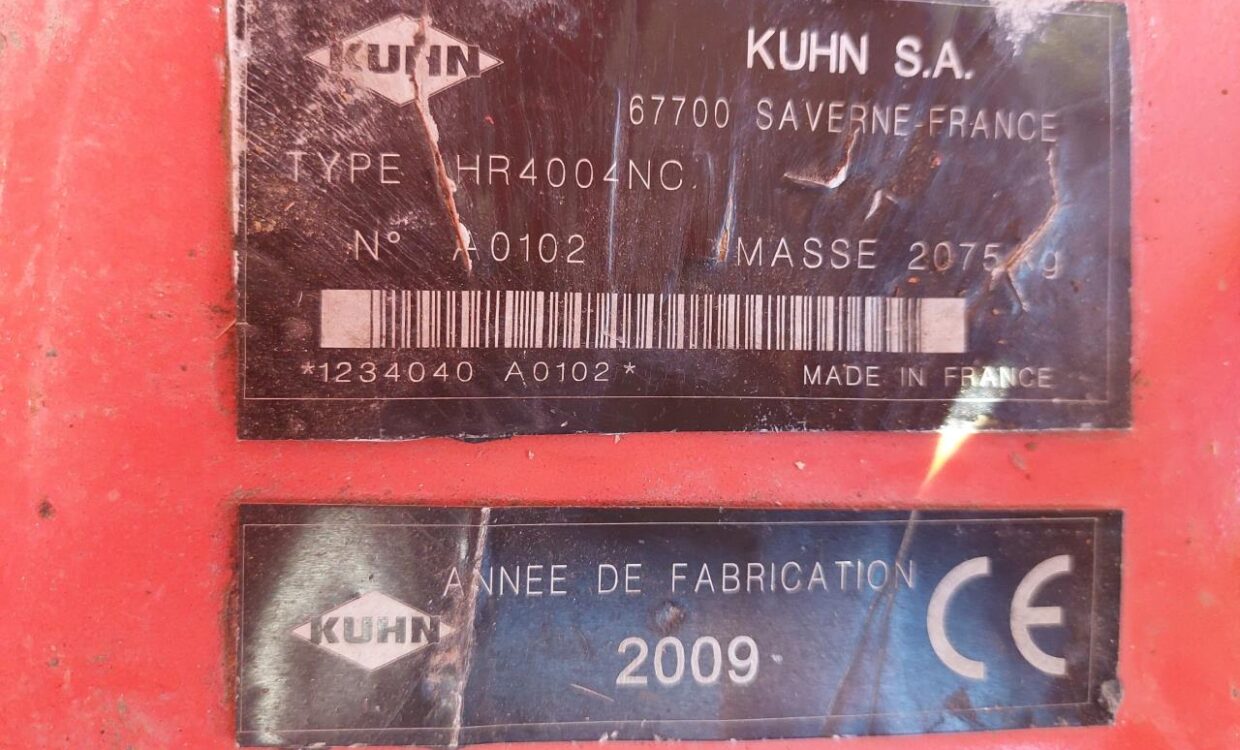 KUHN
KUHN S.A.
67700 SAVERNE-FRANCE
TYPE HR4004NC
N° A0102 MASSE 2075 kg
*1234040 A0102*
MADE IN FRANCE
ANNEE DE FABRICATION
KUHN
2009
CE